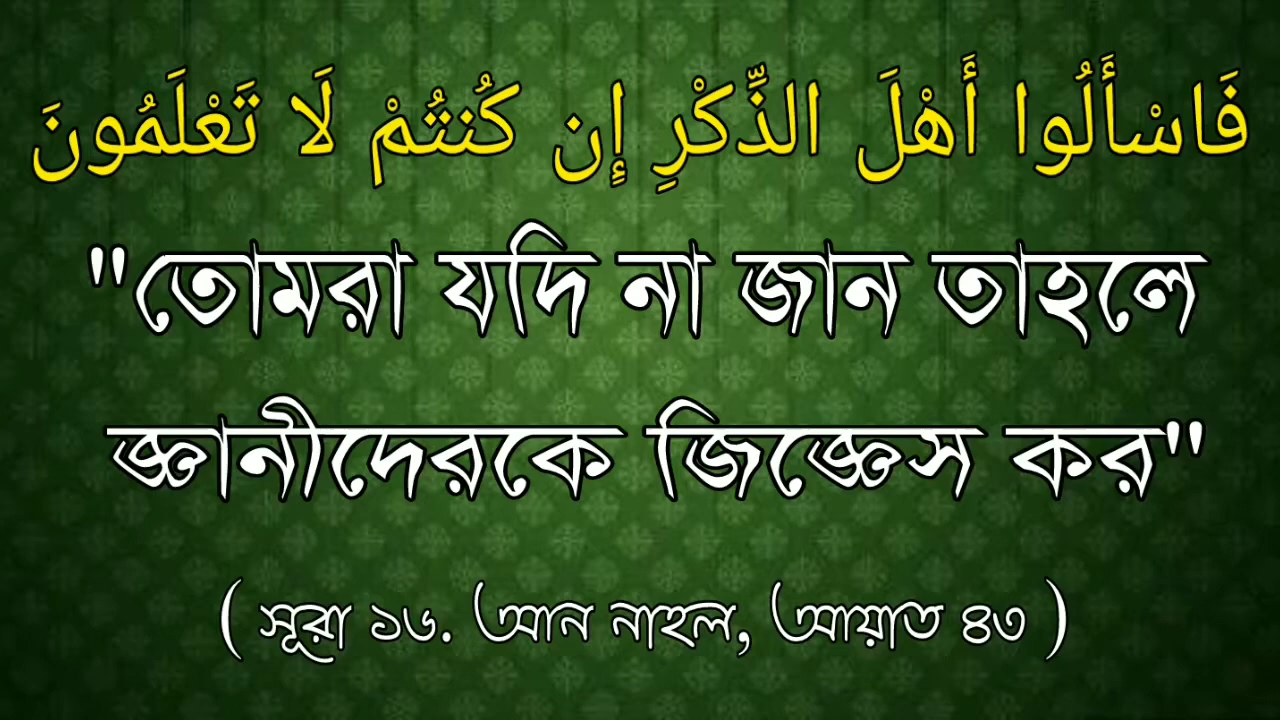 فَاسْأَلُوا أَهْلَ الذِّكْرِ إِن كُنتُمْ لَا تَعْلَمُونَ
"তোমরা যদি না জান তাহলে
জ্ঞানীদেরকে জিজ্ঞেস কর"
( সূরা ১৬. আন নাহল, আয়াত ৪৩ )